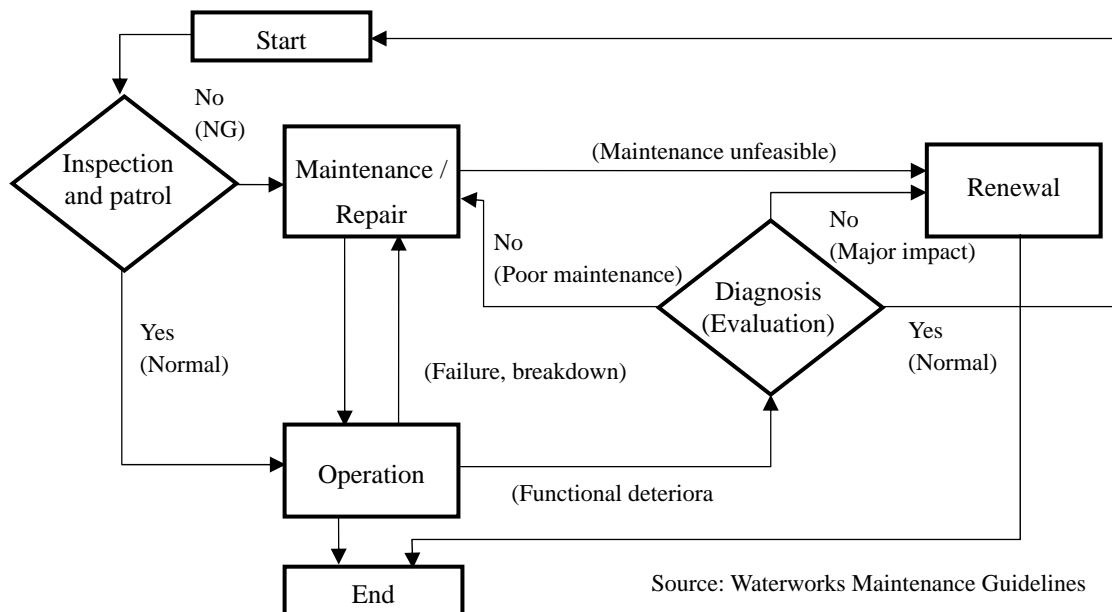 Start
No
(NG)
Inspection
and patrol
Maintenance /
Repair
(Maintenance unfeasible)
Renewal
No
(Poor maintenance)
No
(Major impact)
Diagnosis
(Evaluation)
Yes
(Normal)
Yes
(Normal)
(Failure, breakdown)
Operation
(Functional deteriora
End
Source: Waterworks Maintenance Guidelines